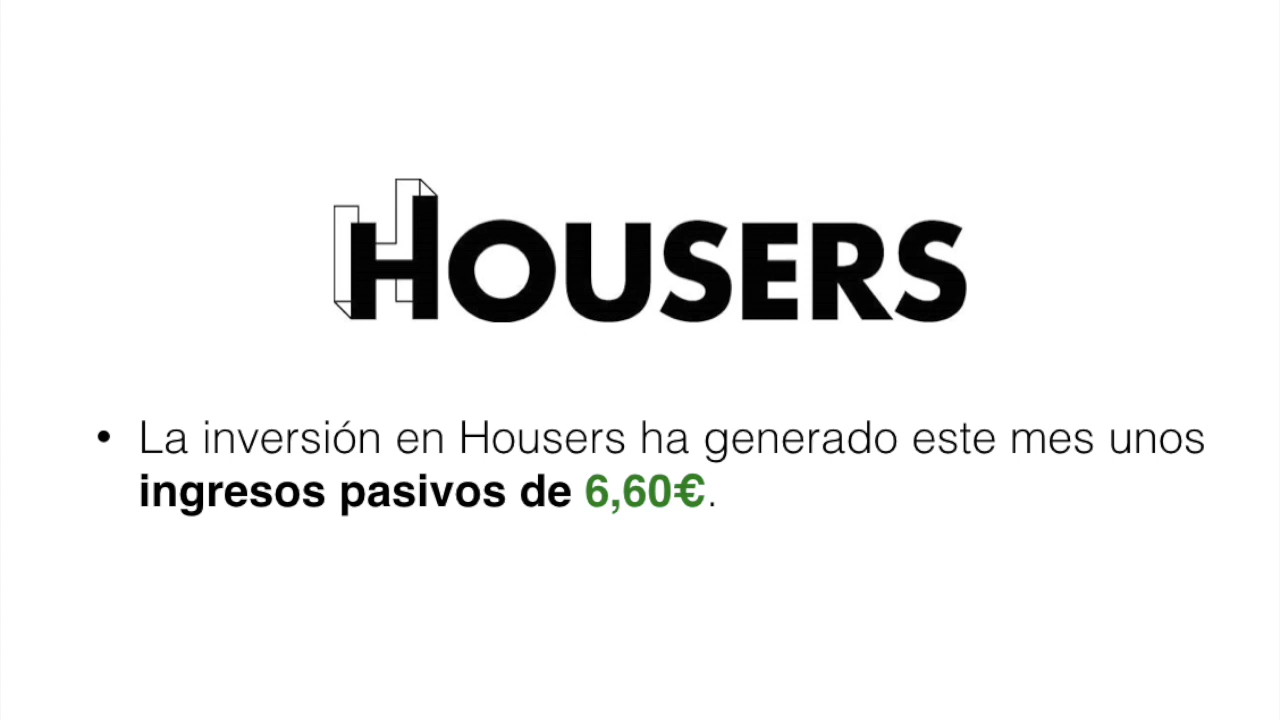 HOUSERS
• La inversión en Housers ha generado este mes unos
ingresos pasivos de 6,60€.